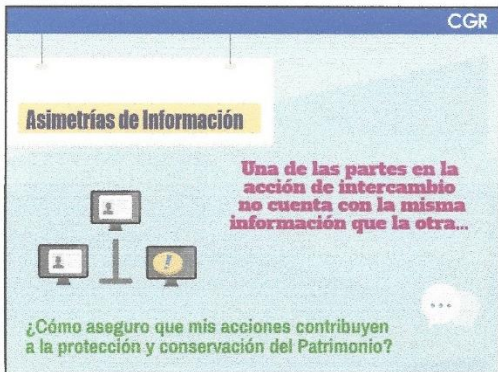 CGR
Asimetrías de Información
Una de las partes en la
acción de intercambio
no cuenta con la misma
información que la otra...
¿Cómo aseguro que mis acciones contribuyen
a la protección y conservación del Patrimonio?